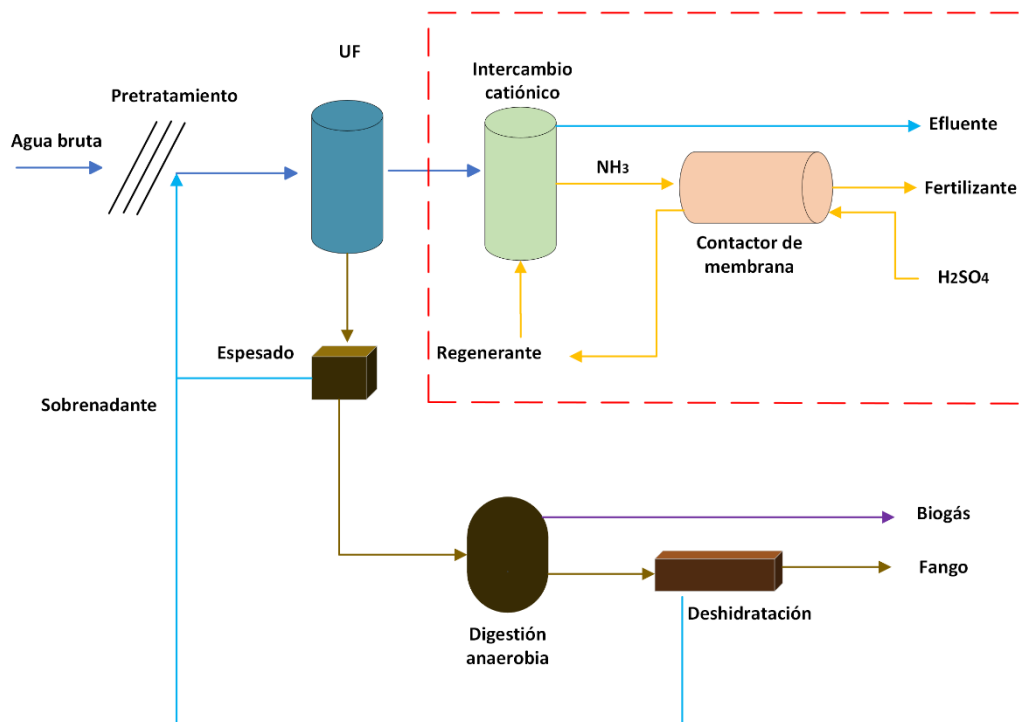 UF
Pretratamiento
Agua bruta
Intercambio
catiónico
Efluente
NH3
Fertilizante
Contactor de
membrana
H2SO4
Regenerante
Espesado
Sobrenadante
Biogás
Fango
Deshidratación
Digestión
anaerobia